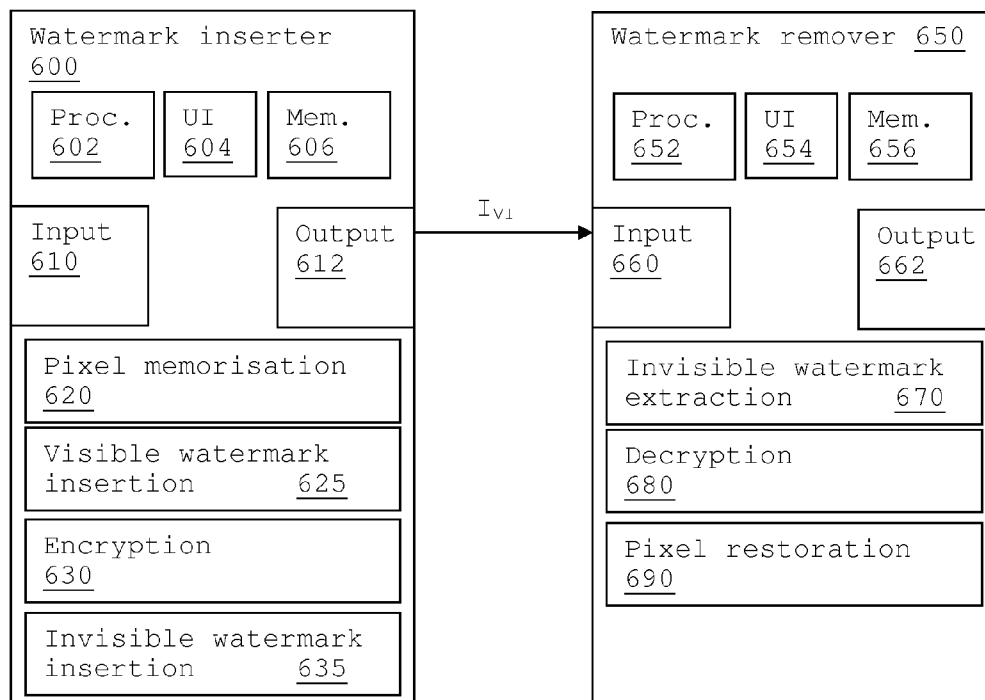 Watermark inserter
600
Proc.
602
UI
604
Mem.
606
Input
610
Output
612
Pixel memorisation
620
Visible watermark
insertion 625
Encryption
630
Invisible watermark
insertion 635
I_VI
Watermark remover 650
Proc.
652
UI
654
Mem.
656
Input
660
Output
662
Invisible watermark
extraction 670
Decryption
680
Pixel restoration
690